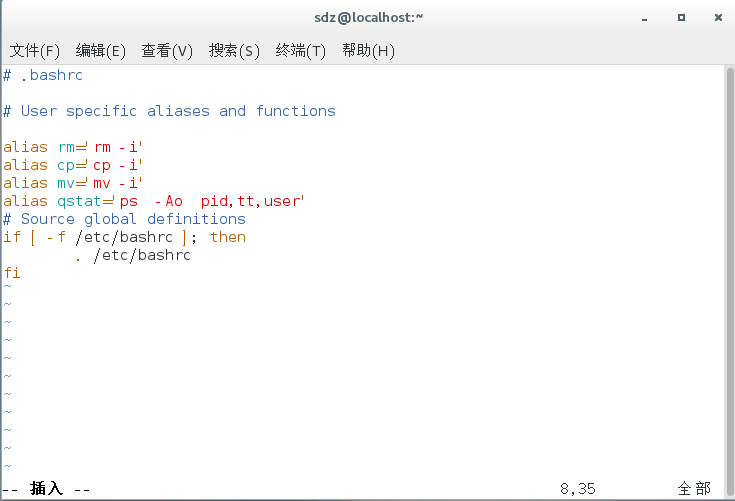 sdz@localhost:~
文件(F) 编辑(E) 查看(V) 搜索(S) 终端(T) 帮助(H)
# .bashrc
# User specific aliases and functions
alias rm='rm -i'
alias cp='cp -i'
alias mv='mv -i'
alias qstat='ps  -Ao  pid,tt,user'
# Source global definitions
if [ -f /etc/bashrc ]; then
        . /etc/bashrc
fi
~
~
~
~
~
~
~
~
~
~
~
-- 插入 -- 8,35 全部